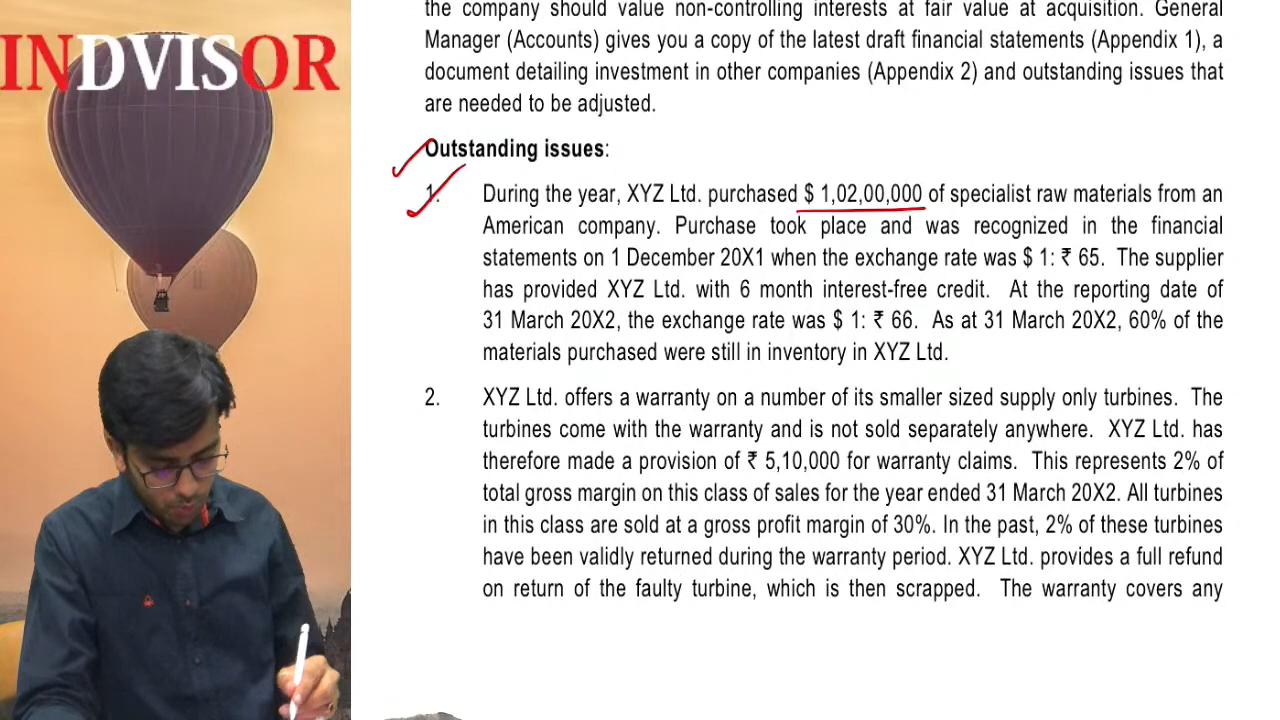 INDVISOR
the company should value non-controlling interests at fair value at acquisition. General
Manager (Accounts) gives you a copy of the latest draft financial statements (Appendix 1), a
document detailing investment in other companies (Appendix 2) and outstanding issues that
are needed to be adjusted.
Outstanding issues:
1. During the year, XYZ Ltd. purchased $ 1,02,00,000 of specialist raw materials from an
American company. Purchase took place and was recognized in the financial
statements on 1 December 20X1 when the exchange rate was $ 1: ₹ 65. The supplier
has provided XYZ Ltd. with 6 month interest-free credit. At the reporting date of
31 March 20X2, the exchange rate was $ 1: ₹ 66. As at 31 March 20X2, 60% of the
materials purchased were still in inventory in XYZ Ltd.
2. XYZ Ltd. offers a warranty on a number of its smaller sized supply only turbines. The
turbines come with the warranty and is not sold separately anywhere. XYZ Ltd. has
therefore made a provision of ₹ 5,10,000 for warranty claims. This represents 2% of
total gross margin on this class of sales for the year ended 31 March 20X2. All turbines
in this class are sold at a gross profit margin of 30%. In the past, 2% of these turbines
have been validly returned during the warranty period. XYZ Ltd. provides a full refund
on return of the faulty turbine, which is then scrapped. The warranty covers any